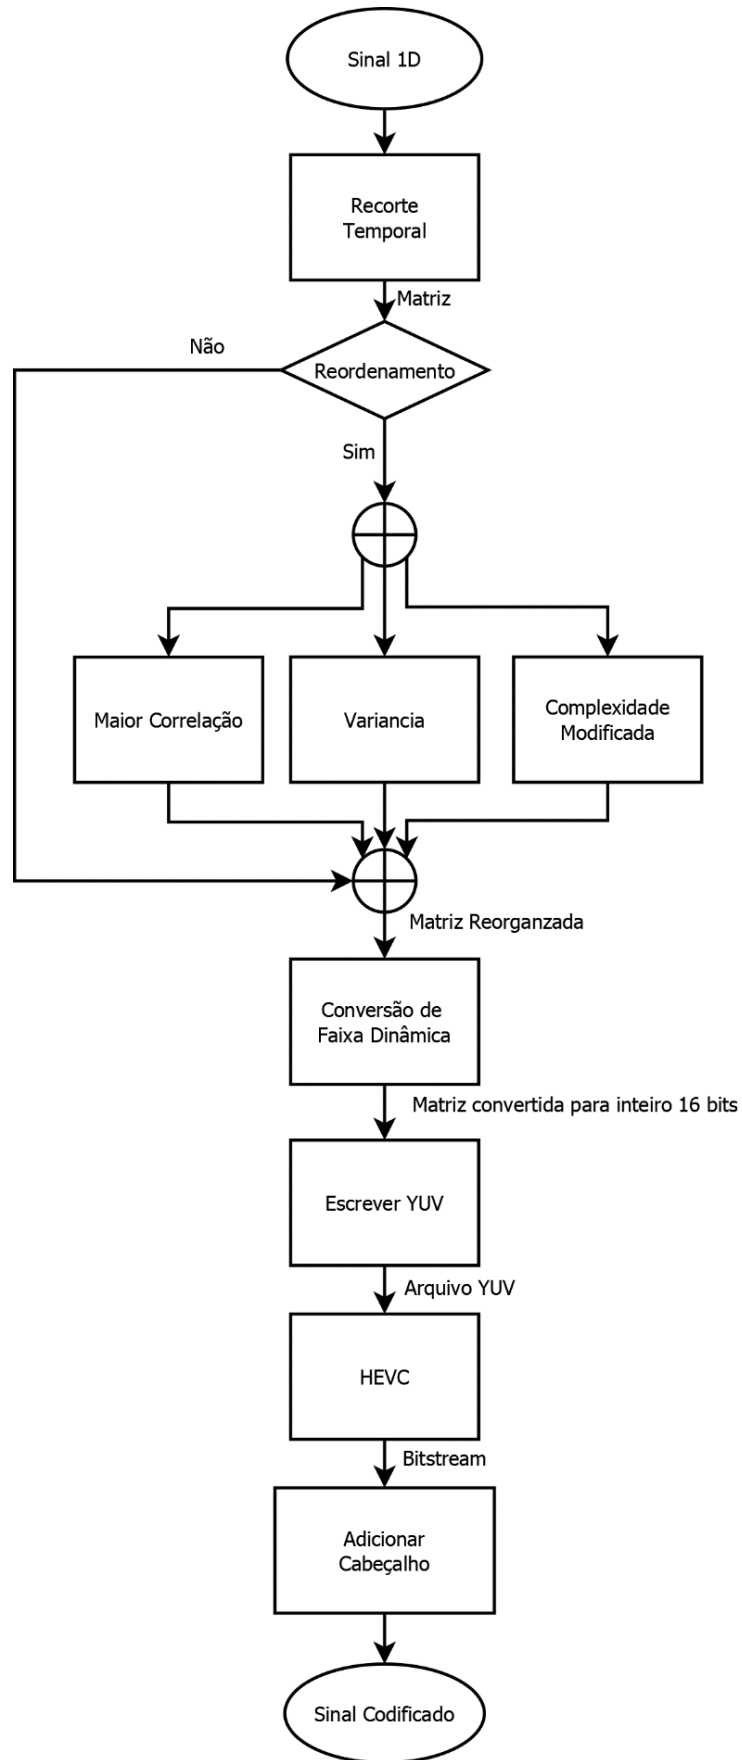 Sinal 1D
Recorte
Temporal
Matriz
Não
Reordenamento
Sim
Maior Correlação
Variancia
Complexidade
Modificada
Matriz Reorganzada
Conversão de
Faixa Dinâmica
Matriz convertida para inteiro 16 bits
Escrever YUV
Arquivo YUV
HEVC
Bitstream
Adicionar
Cabeçalho
Sinal Codificado